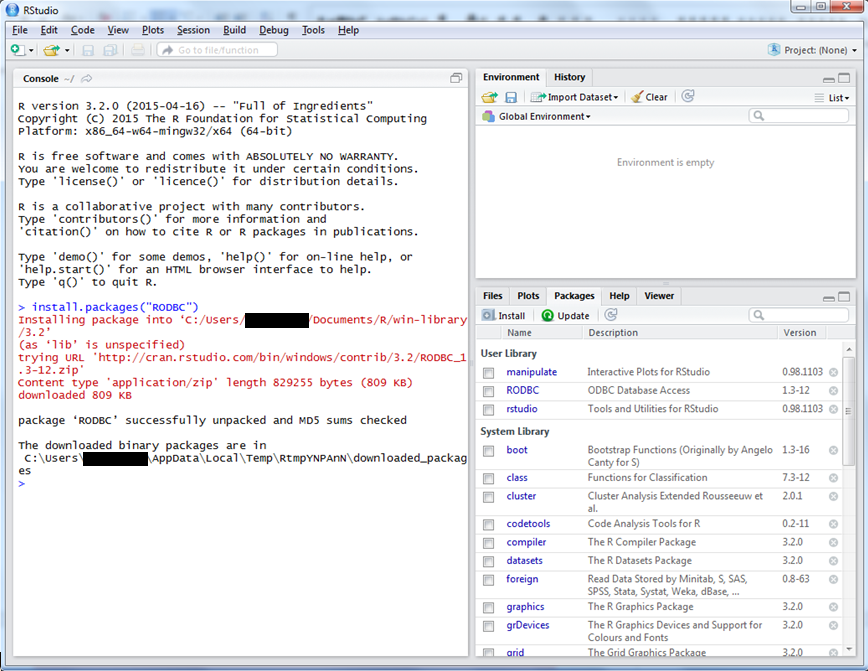 RStudio
File Edit Code View Plots Session Build Debug Tools Help
Go to file/function
Project: (None)
Console ~/
R version 3.2.0 (2015-04-16) -- "Full of Ingredients"
Copyright (C) 2015 The R Foundation for Statistical Computing
Platform: x86_64-w64-mingw32/x64 (64-bit)
R is free software and comes with ABSOLUTELY NO WARRANTY.
You are welcome to redistribute it under certain conditions.
Type 'license()' or 'licence()' for distribution details.
R is a collaborative project with many contributors.
Type 'contributors()' for more information and
'citation()' on how to cite R or R packages in publications.
Type 'demo()' for some demos, 'help()' for on-line help, or
'help.start()' for an HTML browser interface to help.
Type 'q()' to quit R.
> install.packages("RODBC")
Installing package into ‘C:/Users/ /Documents/R/win-library
/3.2’
(as ‘lib’ is unspecified)
trying URL 'http://cran.rstudio.com/bin/windows/contrib/3.2/RODBC_1
.3-12.zip'
Content type 'application/zip' length 829255 bytes (809 KB)
downloaded 809 KB
package ‘RODBC’ successfully unpacked and MD5 sums checked
The downloaded binary packages are in
C:\Users\ \AppData\Local\Temp\RtmpYNPAnN\downloaded_packag
es
>
Environment History
Import Dataset Clear List
Global Environment
Environment is empty
Files Plots Packages Help Viewer
Install Update
Name Description Version
User Library
manipulate Interactive Plots for RStudio 0.98.1103
RODBC ODBC Database Access 1.3-12
rstudio Tools and Utilities for RStudio 0.98.1103
System Library
boot Bootstrap Functions (Originally by Angelo 1.3-16
Canty for S)
class Functions for Classification 7.3-12
cluster Cluster Analysis Extended Rousseeuw et 2.0.1
al.
codetools Code Analysis Tools for R 0.2-11
compiler The R Compiler Package 3.2.0
datasets The R Datasets Package 3.2.0
foreign Read Data Stored by Minitab, S, SAS, 0.8-63
SPSS, Stata, Systat, Weka, dBase, ...
graphics The R Graphics Package 3.2.0
grDevices The R Graphics Devices and Support for 3.2.0
Colours and Fonts
grid The Grid Graphics Package 3.2.0